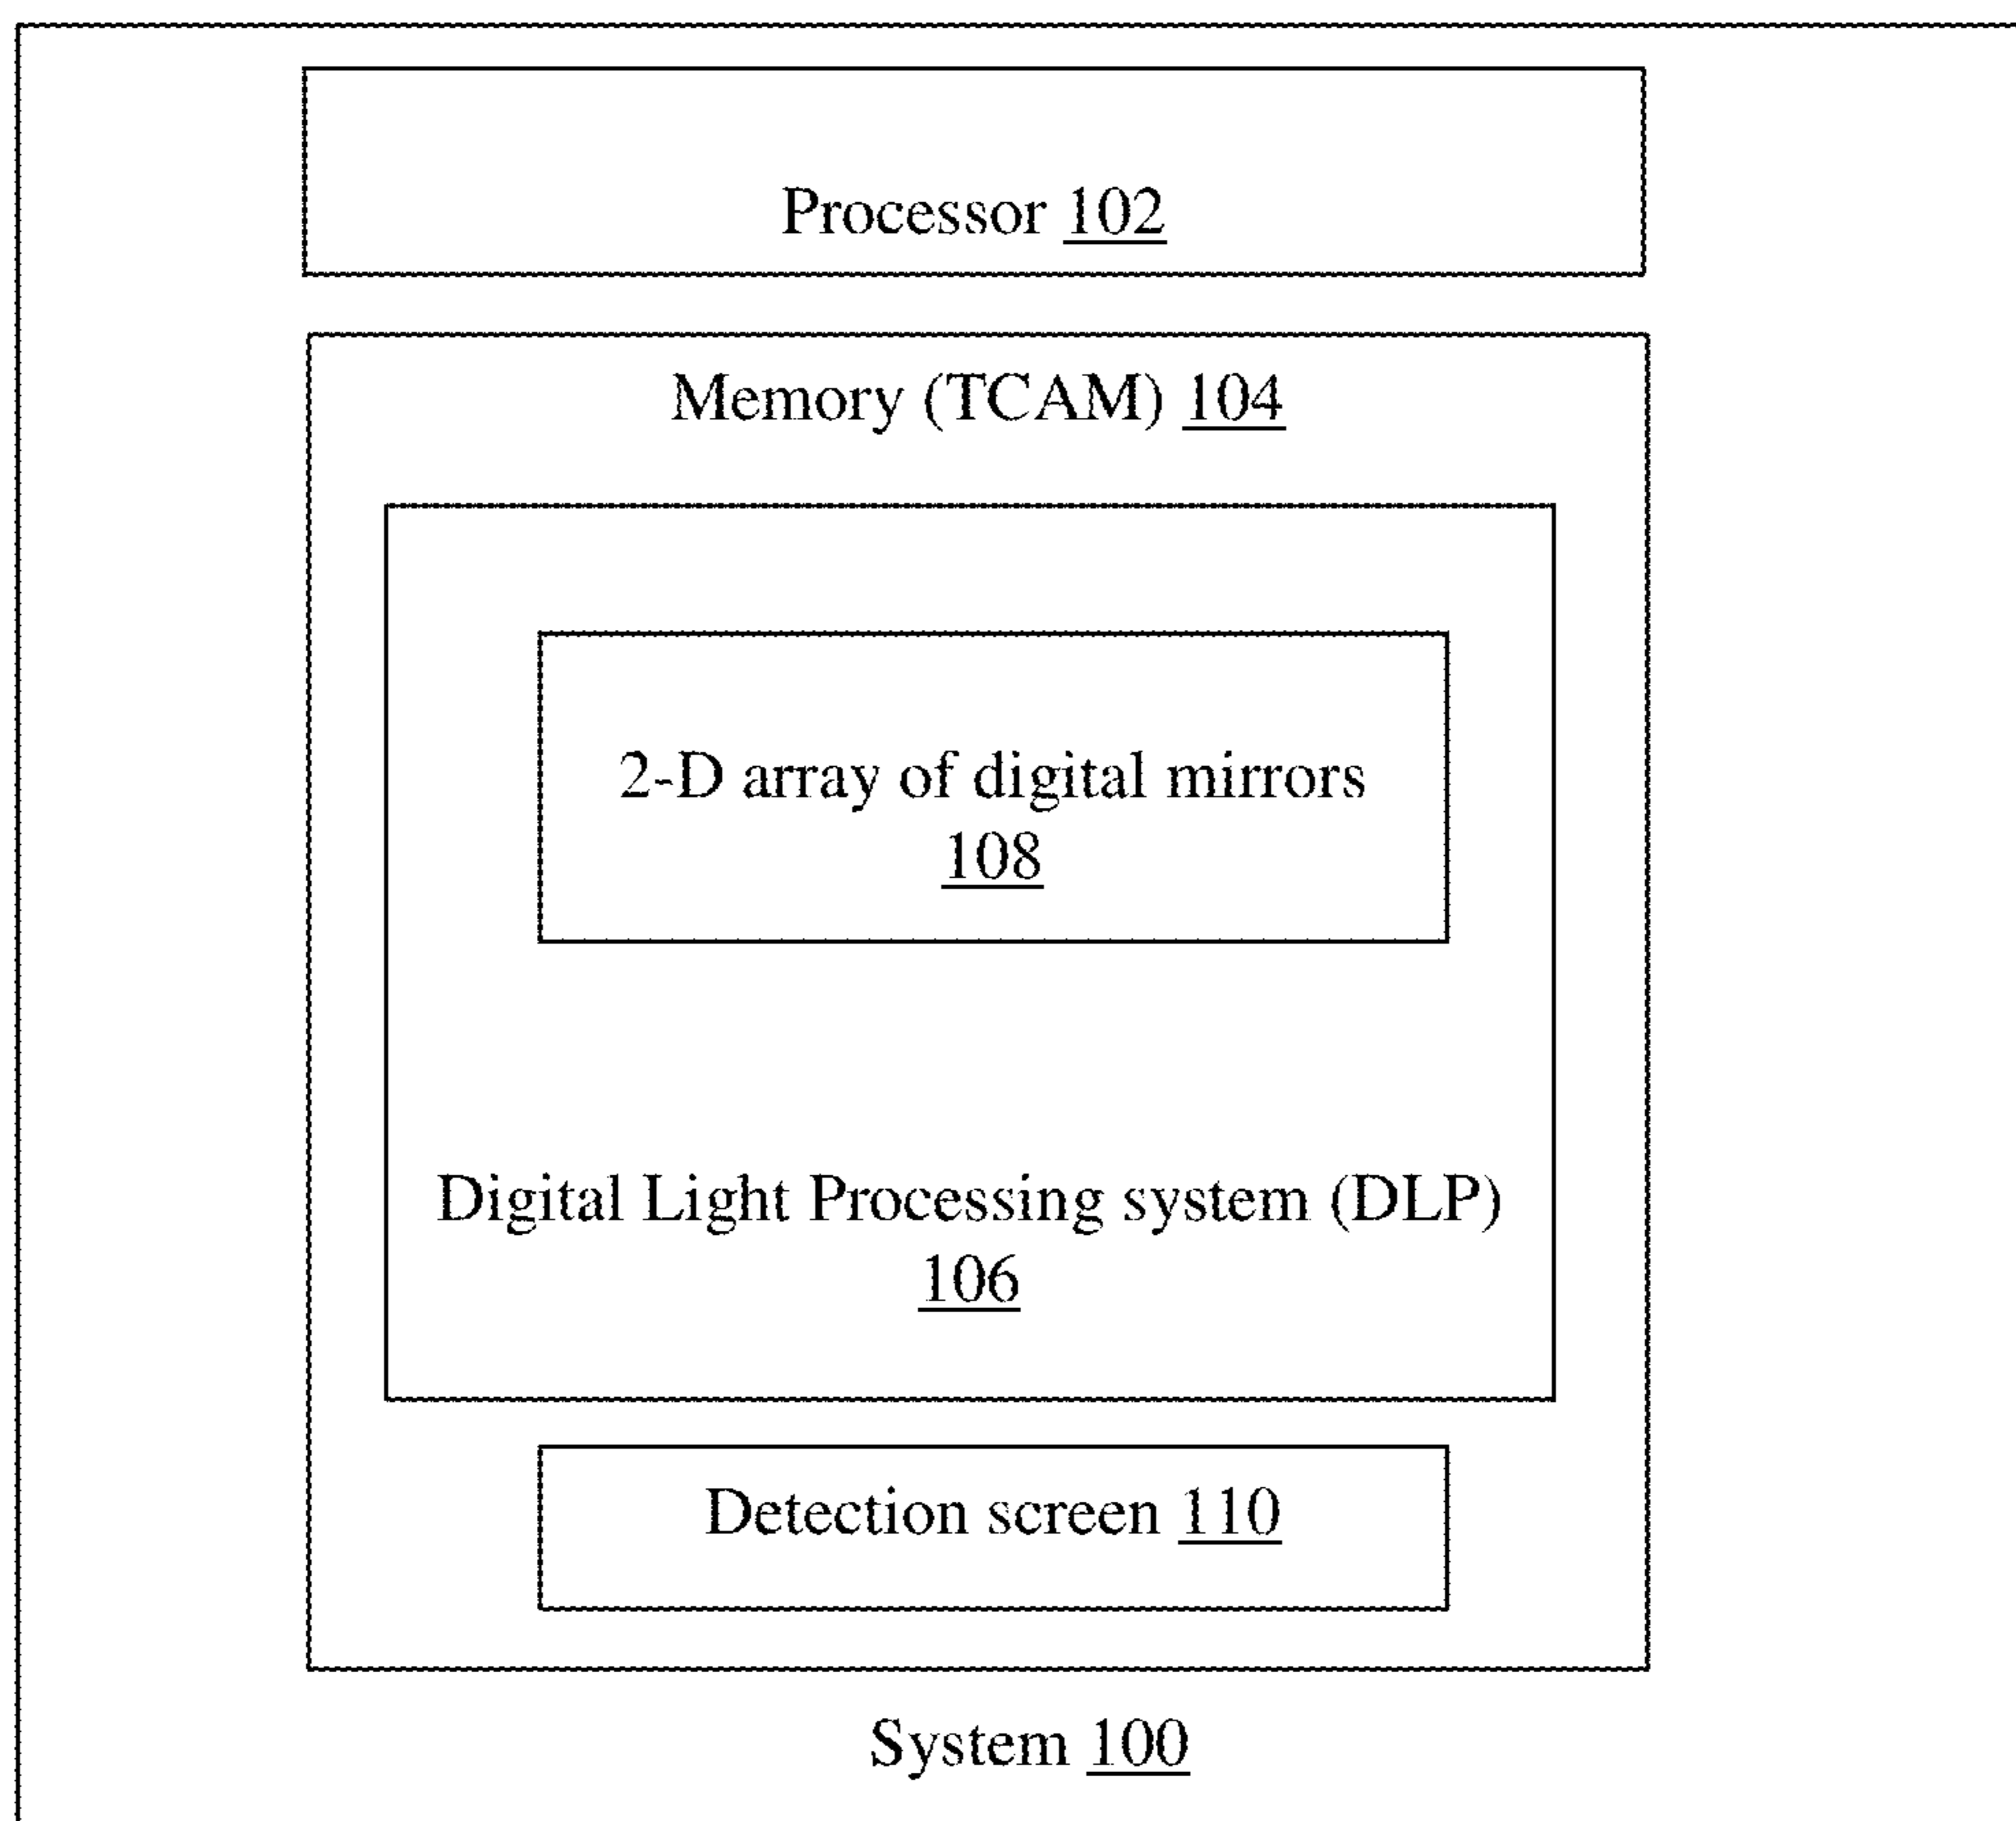 Processor 102
Memory (TCAM) 104
2-D array of digital mirrors
108
Digital Light Processing system (DLP)
106
Detection screen 110
System 100